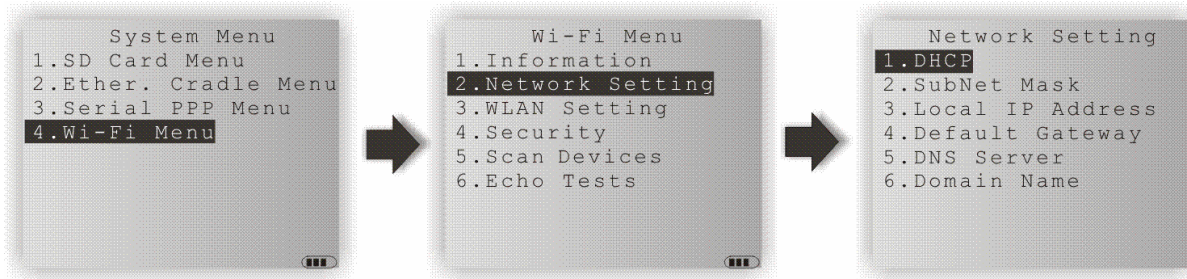 System Menu
1.SD Card Menu
2.Ether. Cradle Menu
3.Serial PPP Menu
4.Wi-Fi Menu
Wi-Fi Menu
1.Information
2.Network Setting
3.WLAN Setting
4.Security
5.Scan Devices
6.Echo Tests
Network Setting
1.DHCP
2.SubNet Mask
3.Local IP Address
4.Default Gateway
5.DNS Server
6.Domain Name